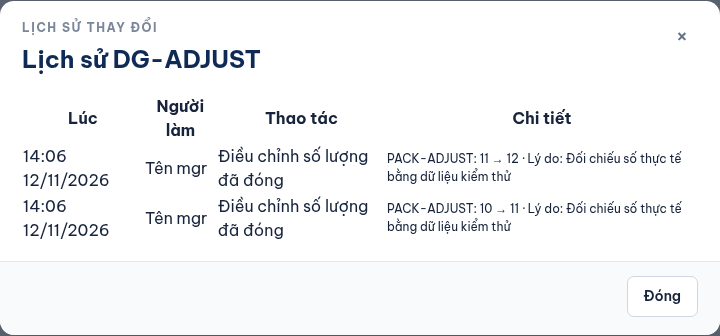 LỊCH SỬ THAY ĐỔI
Lịch sử DG-ADJUST
×
Lúc
Người
làm
Thao tác
Chi tiết
14:06
12/11/2026
Tên mgr
Điều chỉnh số lượng
đã đóng
PACK-ADJUST: 11 → 12 · Lý do: Đối chiếu số thực tế
bằng dữ liệu kiểm thử
14:06
12/11/2026
Tên mgr
Điều chỉnh số lượng
đã đóng
PACK-ADJUST: 10 → 11 · Lý do: Đối chiếu số thực tế
bằng dữ liệu kiểm thử
Đóng